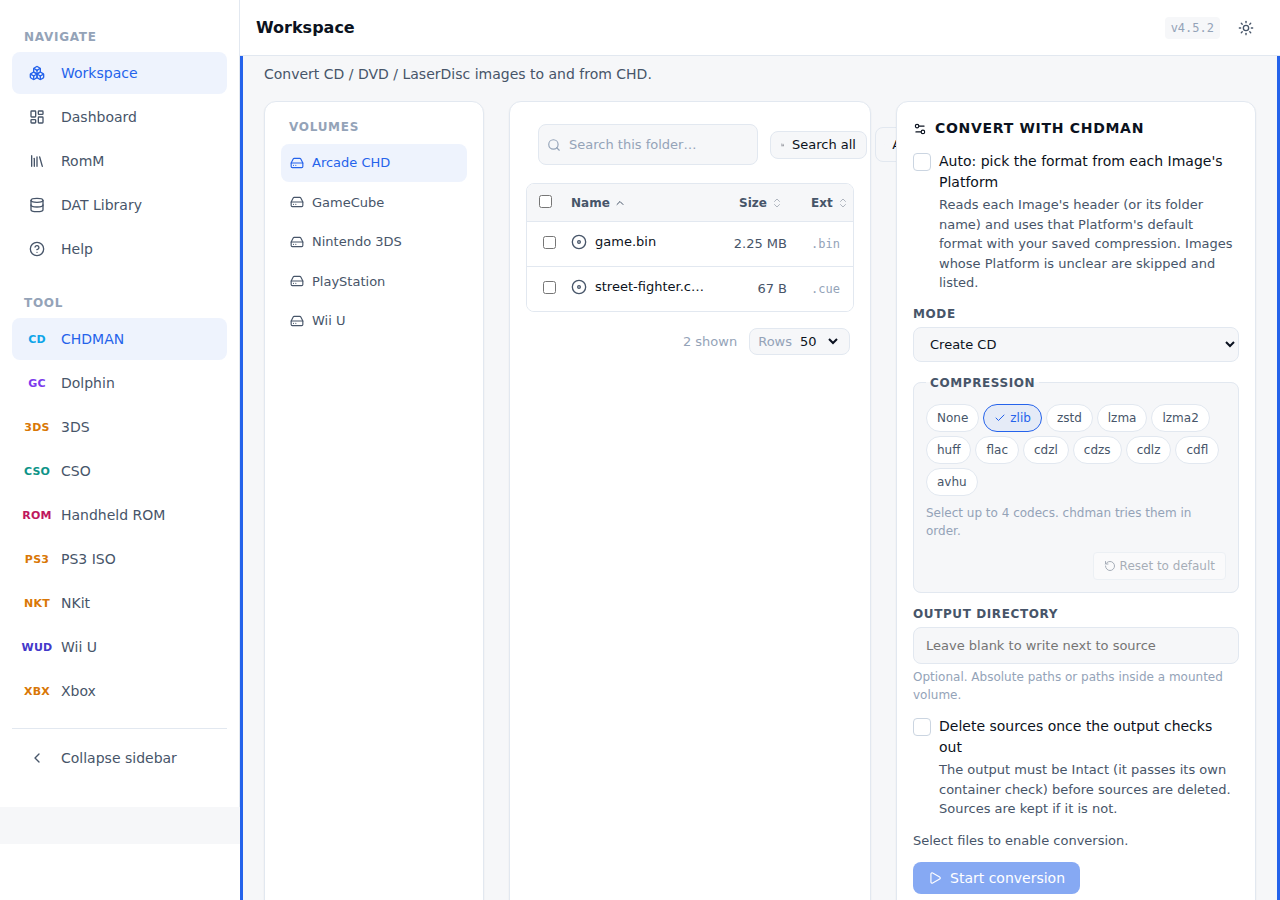 NAVIGATE
Workspace
Dashboard
RomM
DAT Library
Help
TOOL
CD CHDMAN
GC Dolphin
3DS 3DS
CSO CSO
ROM Handheld ROM
PS3 PS3 ISO
NKT NKit
WUD Wii U
XBX Xbox
Collapse sidebar
Workspace
v4.5.2
Convert CD / DVD / LaserDisc images to and from CHD.
VOLUMES
Arcade CHD
GameCube
Nintendo 3DS
PlayStation
Wii U
Search this folder…
Search all
Name Size Ext
game.bin 2.25 MB .bin
street-fighter.c… 67 B .cue
2 shown Rows 50
CONVERT WITH CHDMAN
Auto: pick the format from each Image's
Platform
Reads each Image's header (or its folder
name) and uses that Platform's default
format with your saved compression. Images
whose Platform is unclear are skipped and
listed.
MODE
Create CD
COMPRESSION
None zlib zstd lzma lzma2
huff flac cdzl cdzs cdlz cdfl
avhu
Select up to 4 codecs. chdman tries them in
order.
Reset to default
OUTPUT DIRECTORY
Leave blank to write next to source
Optional. Absolute paths or paths inside a mounted
volume.
Delete sources once the output checks
out
The output must be Intact (it passes its own
container check) before sources are deleted.
Sources are kept if it is not.
Select files to enable conversion.
Start conversion